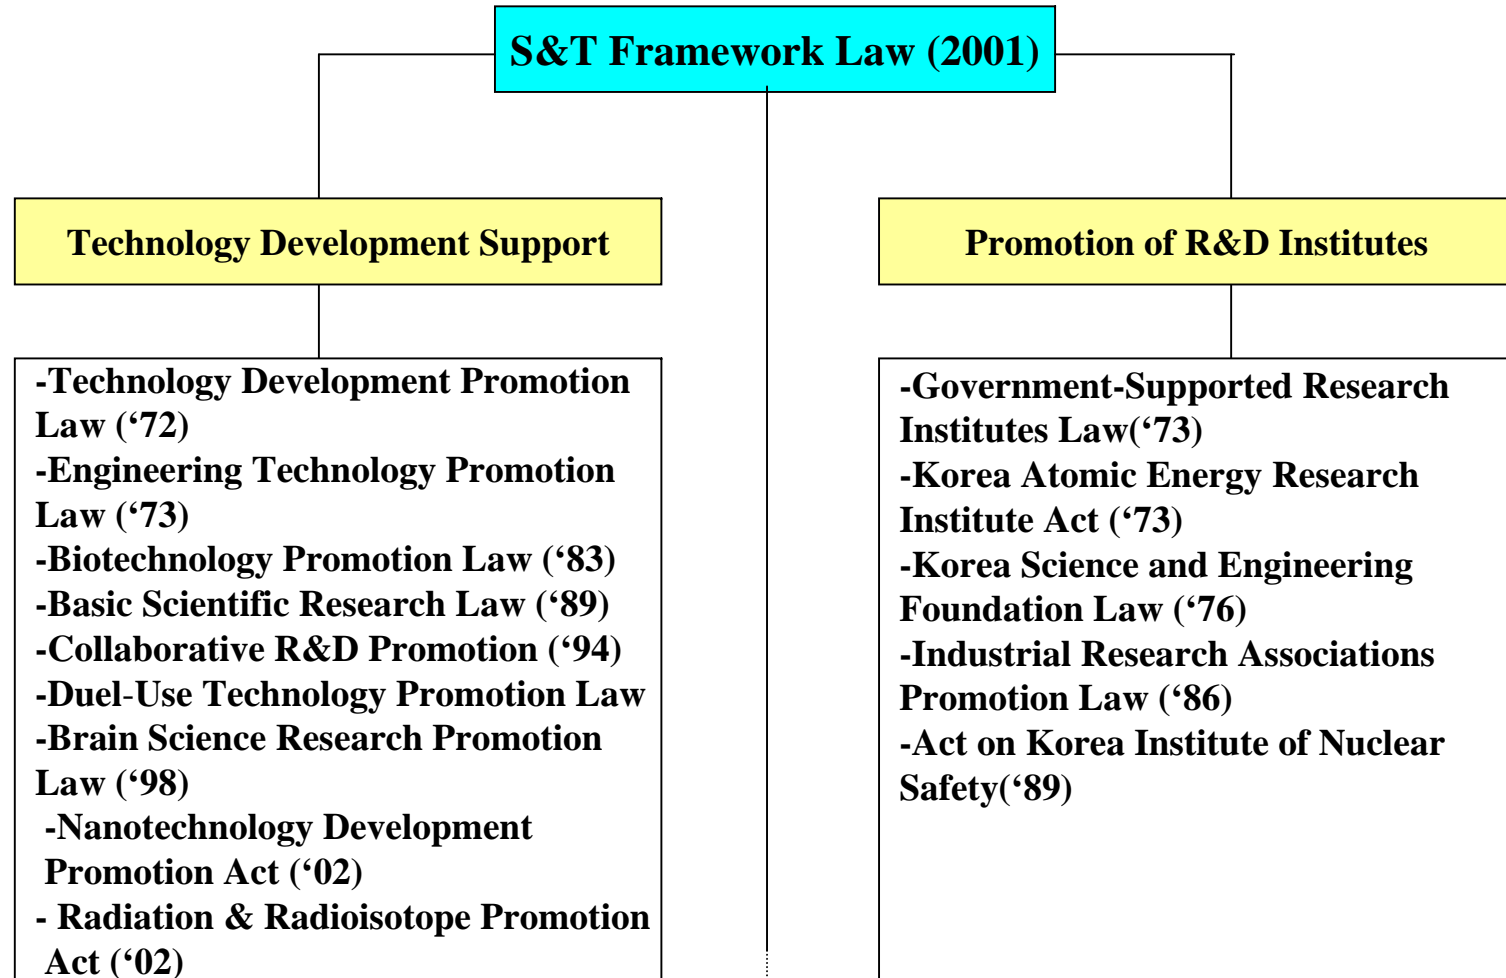 S&T Framework Law (2001)
Technology Development Support
-Technology Development Promotion
Law (‘72)
-Engineering Technology Promotion
Law (‘73)
-Biotechnology Promotion Law (‘83)
-Basic Scientific Research Law (‘89)
-Collaborative R&D Promotion (‘94)
-Duel-Use Technology Promotion Law
-Brain Science Research Promotion
Law (‘98)
-Nanotechnology Development
Promotion Act (‘02)
- Radiation & Radioisotope Promotion
Act (‘02)
Promotion of R&D Institutes
-Government-Supported Research
Institutes Law(‘73)
-Korea Atomic Energy Research
Institute Act (‘73)
-Korea Science and Engineering
Foundation Law (‘76)
-Industrial Research Associations
Promotion Law (‘86)
-Act on Korea Institute of Nuclear
Safety(‘89)